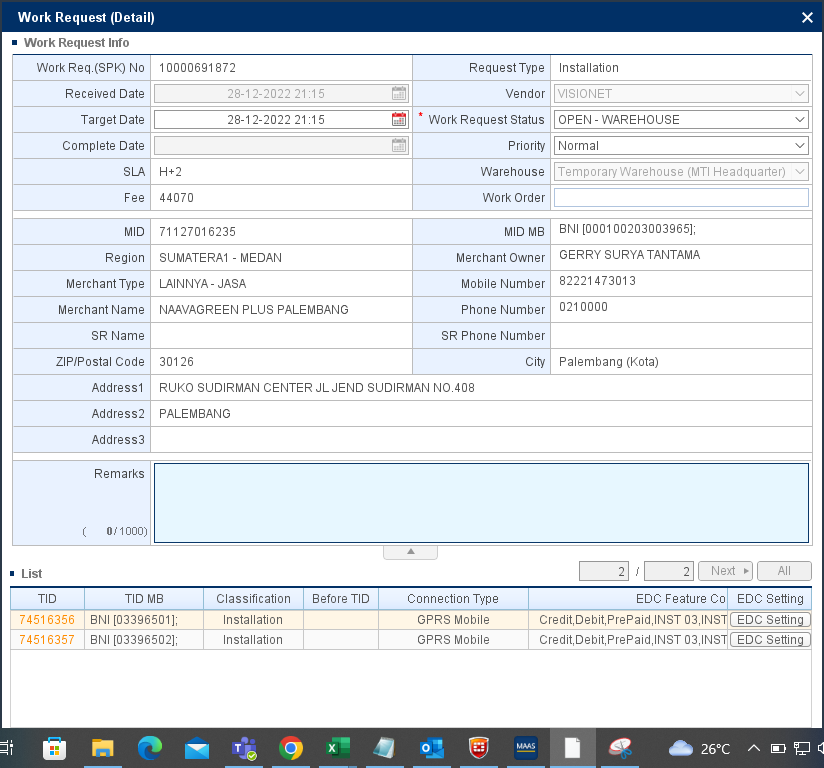 Work Request (Detail)
Work Request Info
Work Req.(SPK) No 10000691872 Request Type Installation
Received Date 28-12-2022 21:15 Vendor VISIONET
Target Date 28-12-2022 21:15 * Work Request Status OPEN - WAREHOUSE
Complete Date Priority Normal
SLA H+2 Warehouse Temporary Warehouse (MTI Headquarter)
Fee 44070 Work Order
MID 71127016235 MID MB BNI [000100203003965];
Region SUMATERA1 - MEDAN Merchant Owner GERRY SURYA TANTAMA
Merchant Type LAINNYA - JASA Mobile Number 82221473013
Merchant Name NAAVAGREEN PLUS PALEMBANG Phone Number 0210000
SR Name SR Phone Number
ZIP/Postal Code 30126 City Palembang (Kota)
Address1 RUKO SUDIRMAN CENTER JL JEND SUDIRMAN NO.408
Address2 PALEMBANG
Address3
Remarks
( 0/1000)
List 2 / 2 Next All
TID TID MB Classification Before TID Connection Type EDC Feature Co EDC Setting
74516356 BNI [03396501]; Installation GPRS Mobile Credit,Debit,PrePaid,INST 03,INST EDC Setting
74516357 BNI [03396502]; Installation GPRS Mobile Credit,Debit,PrePaid,INST 03,INST EDC Setting
MAAS 26°C